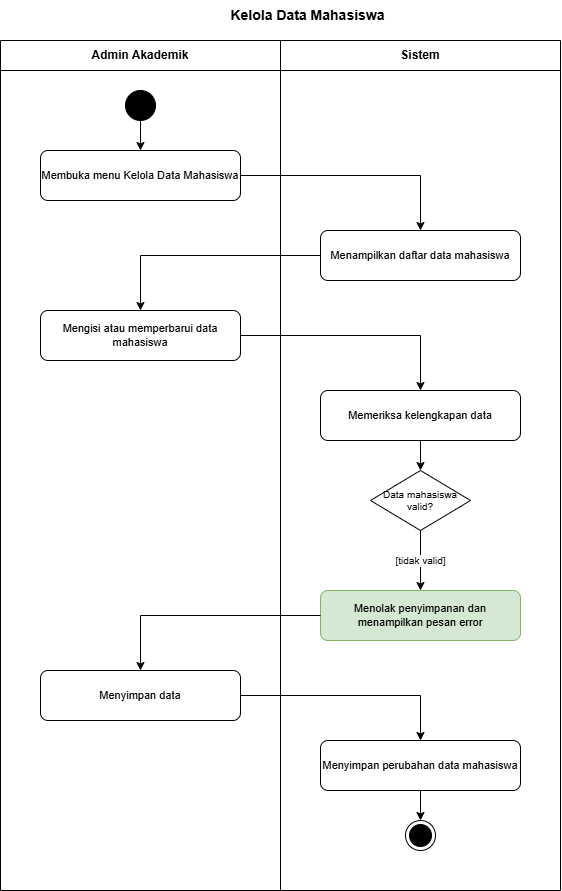 Kelola Data Mahasiswa
Admin Akademik
Sistem
Membuka menu Kelola Data Mahasiswa
Menampilkan daftar data mahasiswa
Mengisi atau memperbarui data
mahasiswa
Memeriksa kelengkapan data
Data mahasiswa
valid?
[tidak valid]
Menolak penyimpanan dan
menampilkan pesan error
Menyimpan data
Menyimpan perubahan data mahasiswa